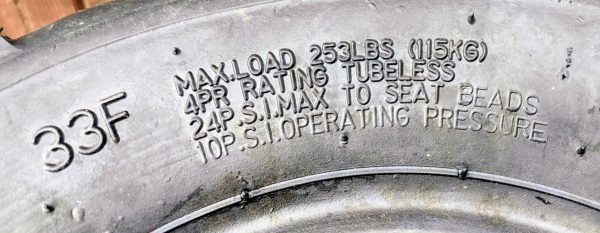 33F
MAX.LOAD 253LBS (115KG)
4PR RATING TUBELESS
24P.S.I.MAX TO SEAT BEADS
10P.S.I.OPERATING PRESSURE